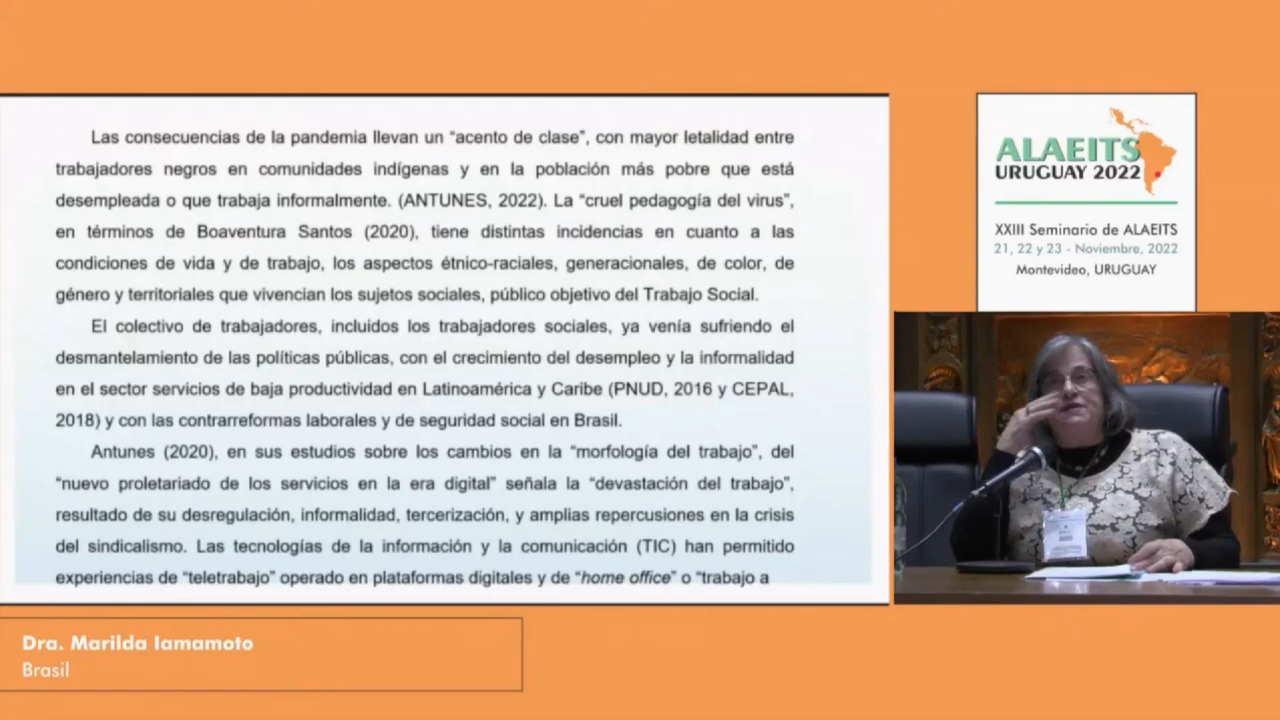 Las consecuencias de la pandemia llevan un “acento de clase”, con mayor letalidad entre
trabajadores negros en comunidades indígenas y en la población más pobre que está
desempleada o que trabaja informalmente. (ANTUNES, 2022). La “cruel pedagogía del virus”,
en términos de Boaventura Santos (2020), tiene distintas incidencias en cuanto a las
condiciones de vida y de trabajo, los aspectos étnico-raciales, generacionales, de color, de
género y territoriales que vivencian los sujetos sociales, público objetivo del Trabajo Social.
El colectivo de trabajadores, incluidos los trabajadores sociales, ya venía sufriendo el
desmantelamiento de las políticas públicas, con el crecimiento del desempleo y la informalidad
en el sector servicios de baja productividad en Latinoamérica y Caribe (PNUD, 2016 y CEPAL,
2018) y con las contrarreformas laborales y de seguridad social en Brasil.
Antunes (2020), en sus estudios sobre los cambios en la “morfología del trabajo”, del
“nuevo proletariado de los servicios en la era digital” señala la “devastación del trabajo”,
resultado de su desregulación, informalidad, tercerización, y amplias repercusiones en la crisis
del sindicalismo. Las tecnologías de la información y la comunicación (TIC) han permitido
experiencias de “teletrabajo” operado en plataformas digitales y de “home office” o “trabajo a
ALAEITS
URUGUAY 2022
XXIII Seminario de ALAEITS
21, 22 y 23 - Noviembre, 2022
Montevideo, URUGUAY
Dra. Marilda Iamamoto
Brasil